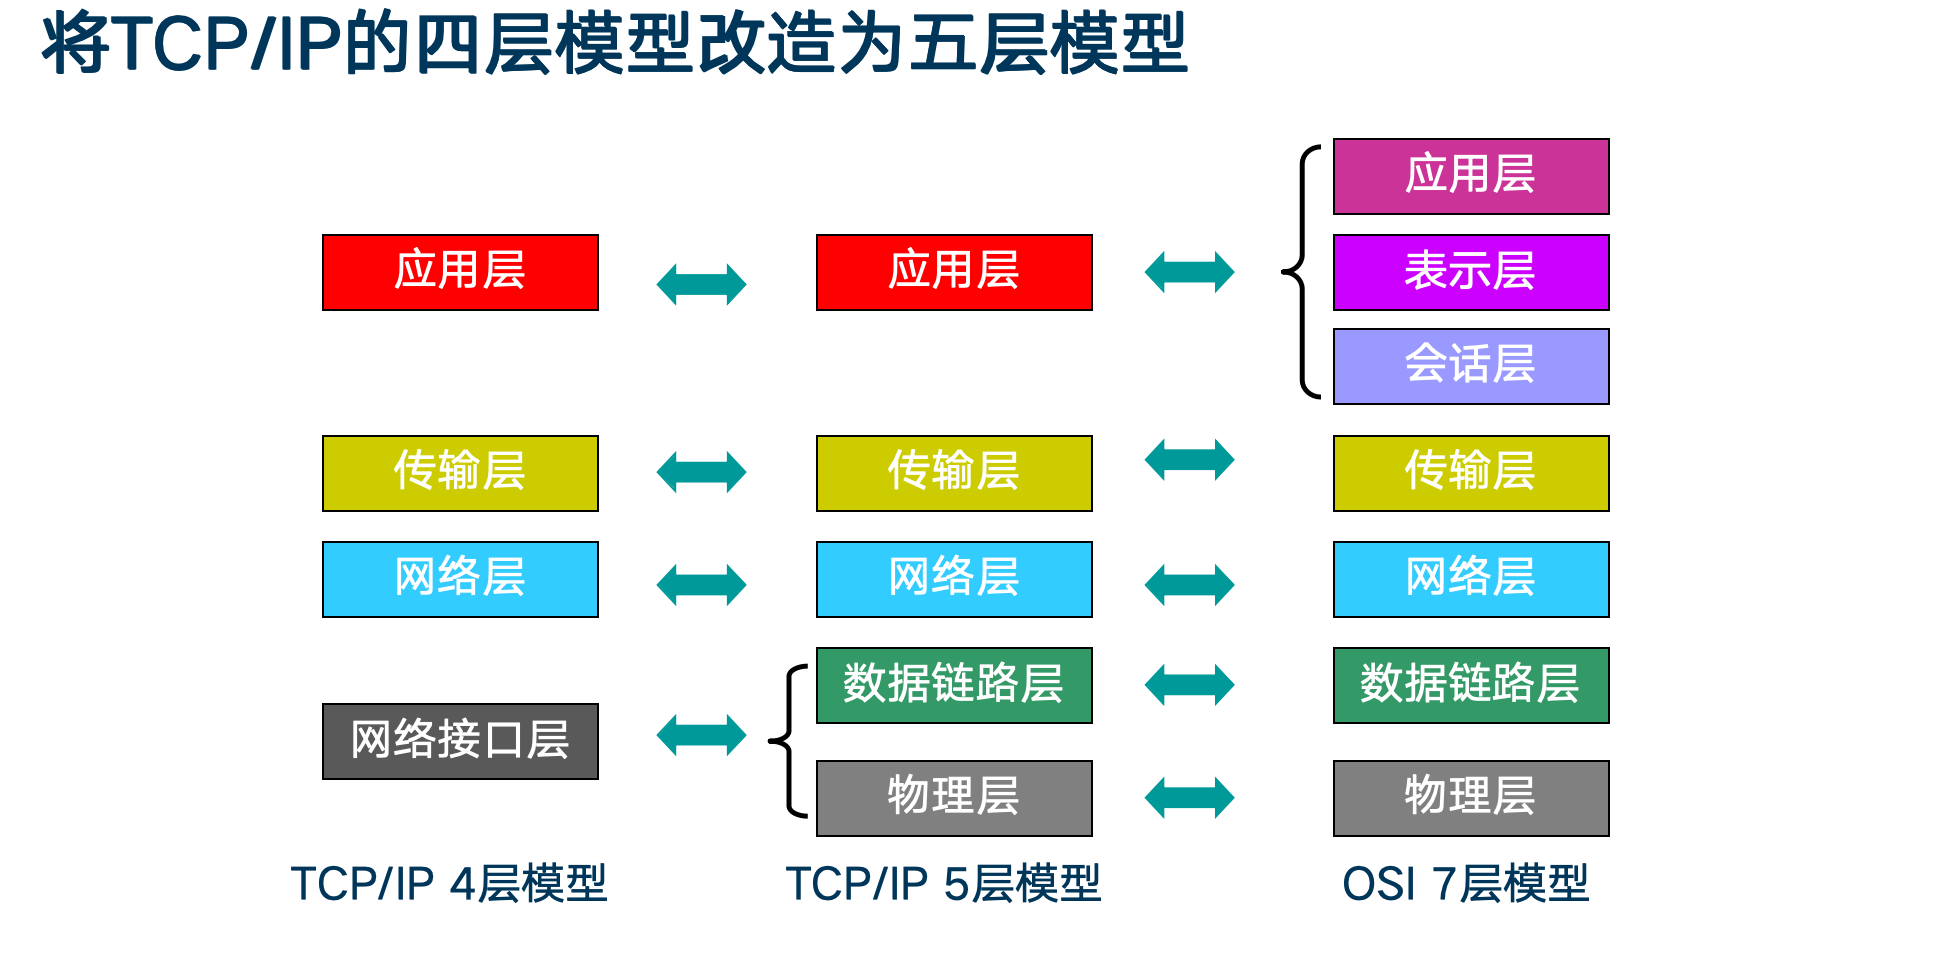 将TCP/IP的四层模型改造为五层模型
应用层
应用层
应用层
表示层
会话层
传输层
传输层
传输层
网络层
网络层
网络层
网络接口层
数据链路层
数据链路层
物理层
物理层
TCP/IP 4层模型
TCP/IP 5层模型
OSI 7层模型